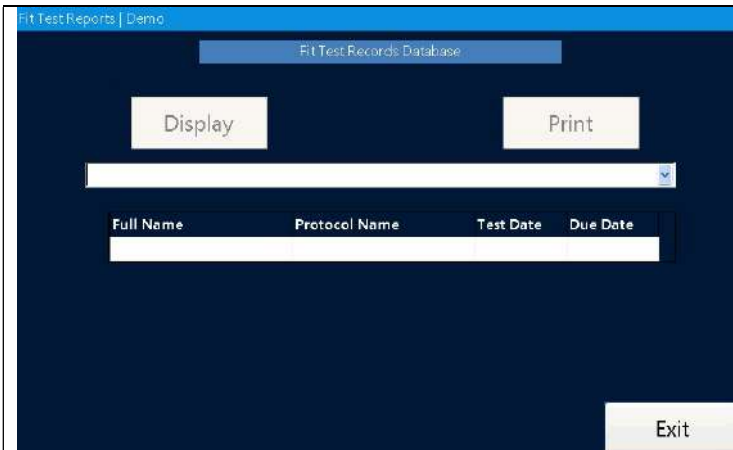 Fit Test Reports | Demo
Fit Test Records Database
Display Print
Full Name Protocol Name Test Date Due Date
Exit